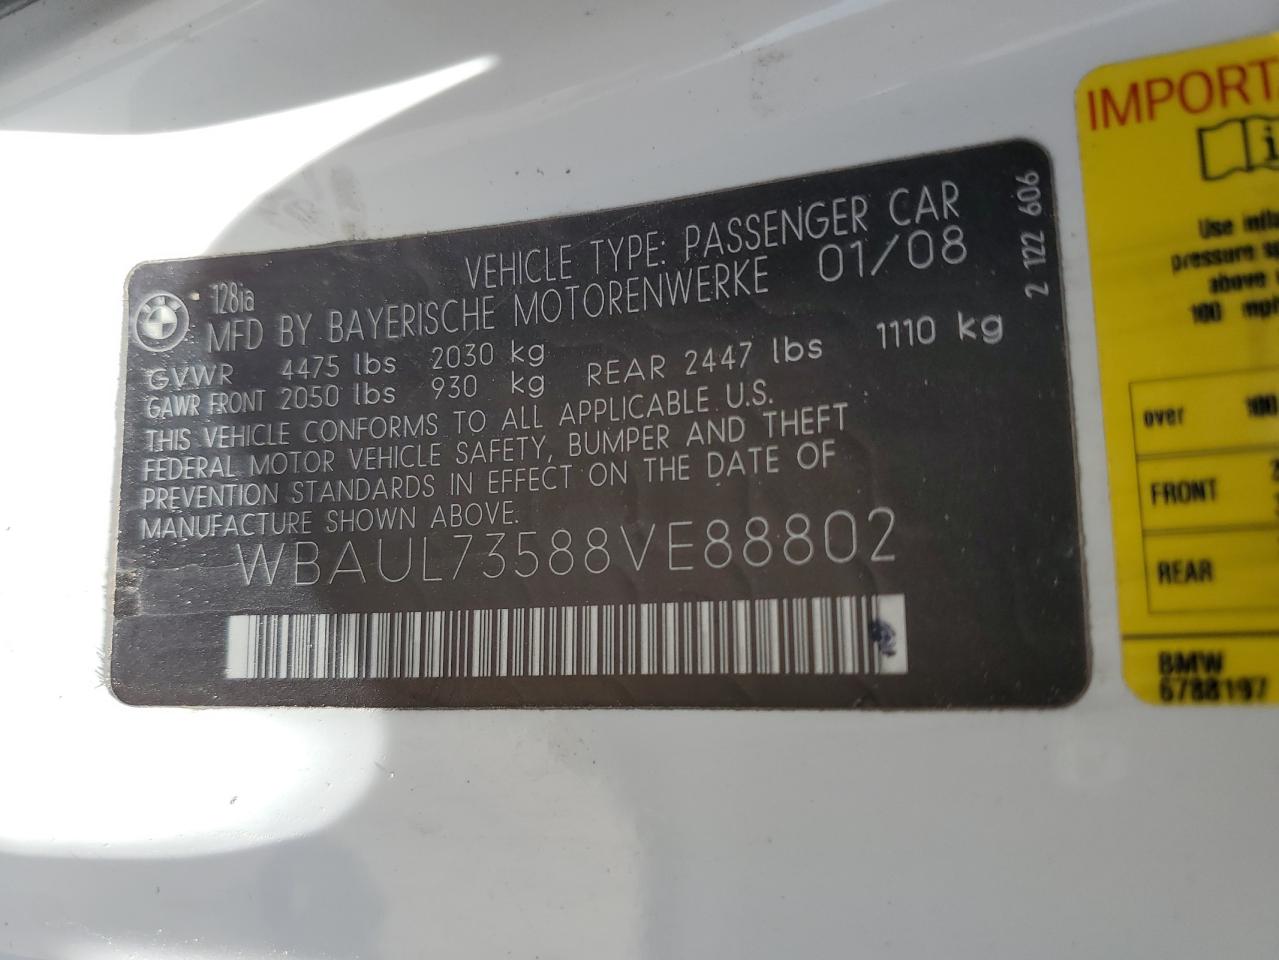 128ia
VEHICLE TYPE: PASSENGER CAR
MFD BY BAYERISCHE MOTORENWERKE 01/08
GVWR 4475 lbs 2030 kg
GAWR FRONT 2050 lbs 930 kg REAR 2447 lbs 1110 kg
THIS VEHICLE CONFORMS TO ALL APPLICABLE U.S.
FEDERAL MOTOR VEHICLE SAFETY, BUMPER AND THEFT
PREVENTION STANDARDS IN EFFECT ON THE DATE OF
MANUFACTURE SHOWN ABOVE.
WBAUL73588VE88802
2 122 606
IMPORT
i
Use
pressure
above
100
over 100
FRONT
REAR
BMW
6788197